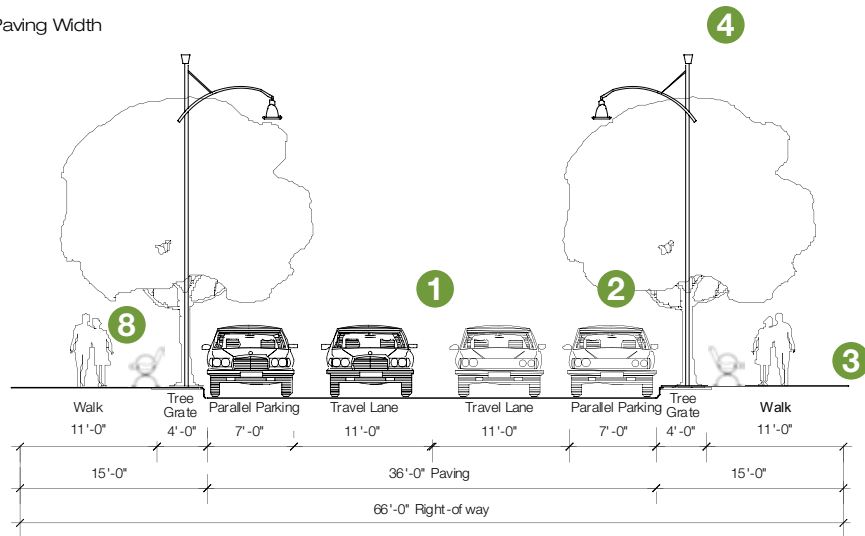 Paving Width
4
1
2
8
3
Walk
Tree Grate
Parallel Parking
Travel Lane
Travel Lane
Parallel Parking
Tree Grate
Walk
11'-0"
4'-0"
7'-0"
11'-0"
11'-0"
7'-0"
4'-0"
11'-0"
15'-0"
36'-0" Paving
15'-0"
66'-0" Right-of way